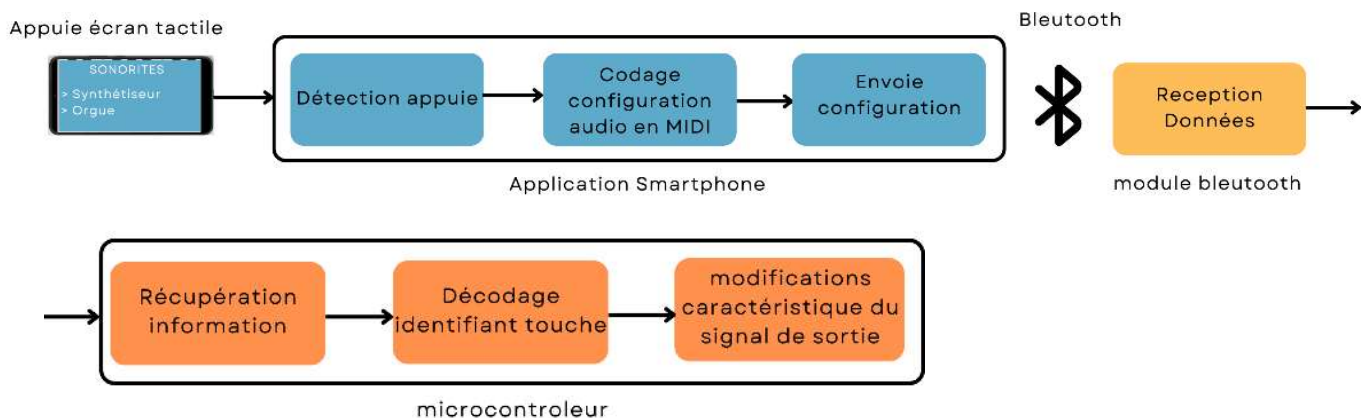 Appuie écran tactile
SONORITES
> Synthétiseur
> Orgue
Détection appuie
Codage
configuration
audio en MIDI
Envoie
configuration
Application Smartphone
Bleutooth
Reception
Données
module bleutooth
Récupération
information
Décodage
identifiant touche
modifications
caractéristique du
signal de sortie
microcontroleur